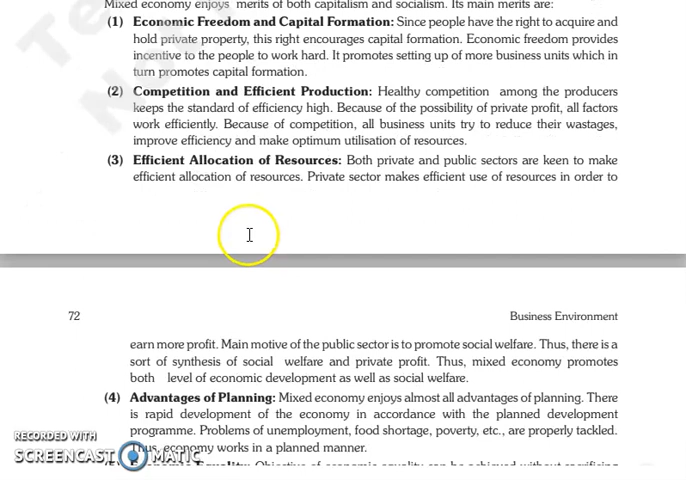 Mixed economy enjoys merits of both capitalism and socialism. Its main merits are:
(1) Economic Freedom and Capital Formation: Since people have the right to acquire and
hold private property, this right encourages capital formation. Economic freedom provides
incentive to the people to work hard. It promotes setting up of more business units which in
turn promotes capital formation.
(2) Competition and Efficient Production: Healthy competition among the producers
keeps the standard of efficiency high. Because of the possibility of private profit, all factors
work efficiently. Because of competition, all business units try to reduce their wastages,
improve efficiency and make optimum utilisation of resources.
(3) Efficient Allocation of Resources: Both private and public sectors are keen to make
efficient allocation of resources. Private sector makes efficient use of resources in order to
72 Business Environment
earn more profit. Main motive of the public sector is to promote social welfare. Thus, there is a
sort of synthesis of social welfare and private profit. Thus, mixed economy promotes
both level of economic development as well as social welfare.
(4) Advantages of Planning: Mixed economy enjoys almost all advantages of planning. There
is rapid development of the economy in accordance with the planned development
programme. Problems of unemployment, food shortage, poverty, etc., are properly tackled.
Thus, economy works in a planned manner.
RECORDED WITH
SCREENCAST MATIC